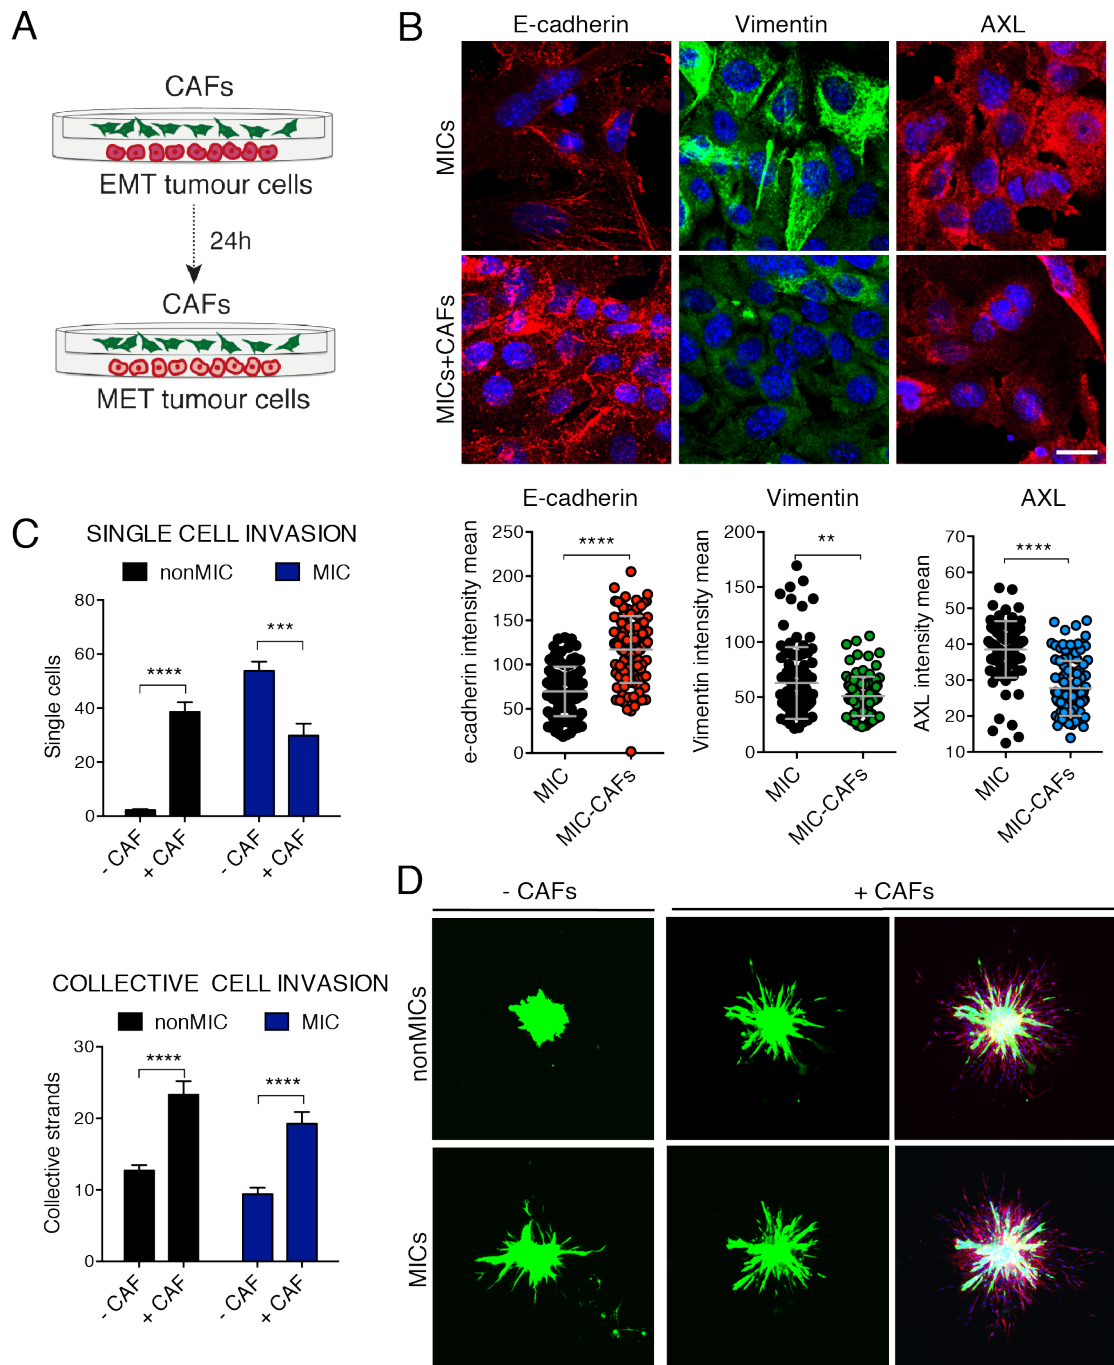 A
CAFs
EMT tumour cells
24h
CAFs
MET tumour cells
B
E-cadherin
Vimentin
AXL
MICs
MICs+CAFs
E-cadherin
e-cadherin intensity mean
250
200
150
100
50
0
****
MIC
MIC-CAFs
Vimentin
Vimentin intensity mean
200
150
100
50
0
**
MIC
MIC-CAFs
AXL
AXL intensity mean
70
60
50
40
30
20
10
****
MIC
MIC-CAFs
C
SINGLE CELL INVASION
nonMIC
MIC
Single cells
80
60
40
20
0
****
***
- CAF
+ CAF
- CAF
+ CAF
COLLECTIVE CELL INVASION
nonMIC
MIC
Collective strands
30
20
10
0
****
****
- CAF
+ CAF
- CAF
+ CAF
D
- CAFs
+ CAFs
nonMICs
MICs